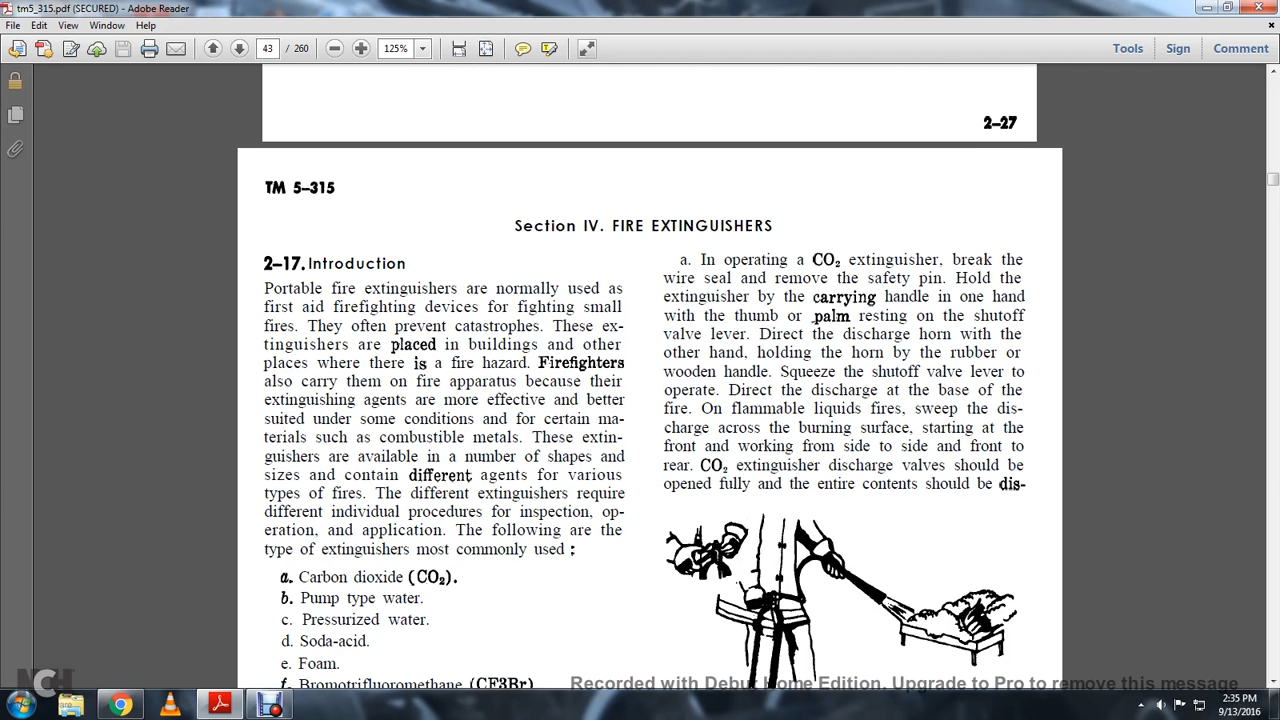 tm5_315.pdf (SECURED) - Adobe Reader
File Edit View Window Help
43 / 260 125% Tools Sign Comment
2–27
TM 5–315
Section IV. FIRE EXTINGUISHERS
2–17. Introduction
Portable fire extinguishers are normally used as
first aid firefighting devices for fighting small
fires. They often prevent catastrophes. These ex-
tinguishers are placed in buildings and other
places where there is a fire hazard. Firefighters
also carry them on fire apparatus because their
extinguishing agents are more effective and better
suited under some conditions and for certain ma-
terials such as combustible metals. These extin-
guishers are available in a number of shapes and
sizes and contain different agents for various
types of fires. The different extinguishers require
different individual procedures for inspection, op-
eration, and application. The following are the
type of extinguishers most commonly used :
a. Carbon dioxide (CO₂).
b. Pump type water.
c. Pressurized water.
d. Soda-acid.
e. Foam.
f. Bromotrifluoromethane (CF3Br)
a. In operating a CO₂ extinguisher, break the
wire seal and remove the safety pin. Hold the
extinguisher by the carrying handle in one hand
with the thumb or palm resting on the shutoff
valve lever. Direct the discharge horn with the
other hand, holding the horn by the rubber or
wooden handle. Squeeze the shutoff valve lever to
operate. Direct the discharge at the base of the
fire. On flammable liquids fires, sweep the dis-
charge across the burning surface, starting at the
front and working from side to side and front to
rear. CO₂ extinguisher discharge valves should be
opened fully and the entire contents should be dis-
NCH
Recorded with Debut Home Edition. Upgrade to Pro to remove this message
2:35 PM
9/13/2016